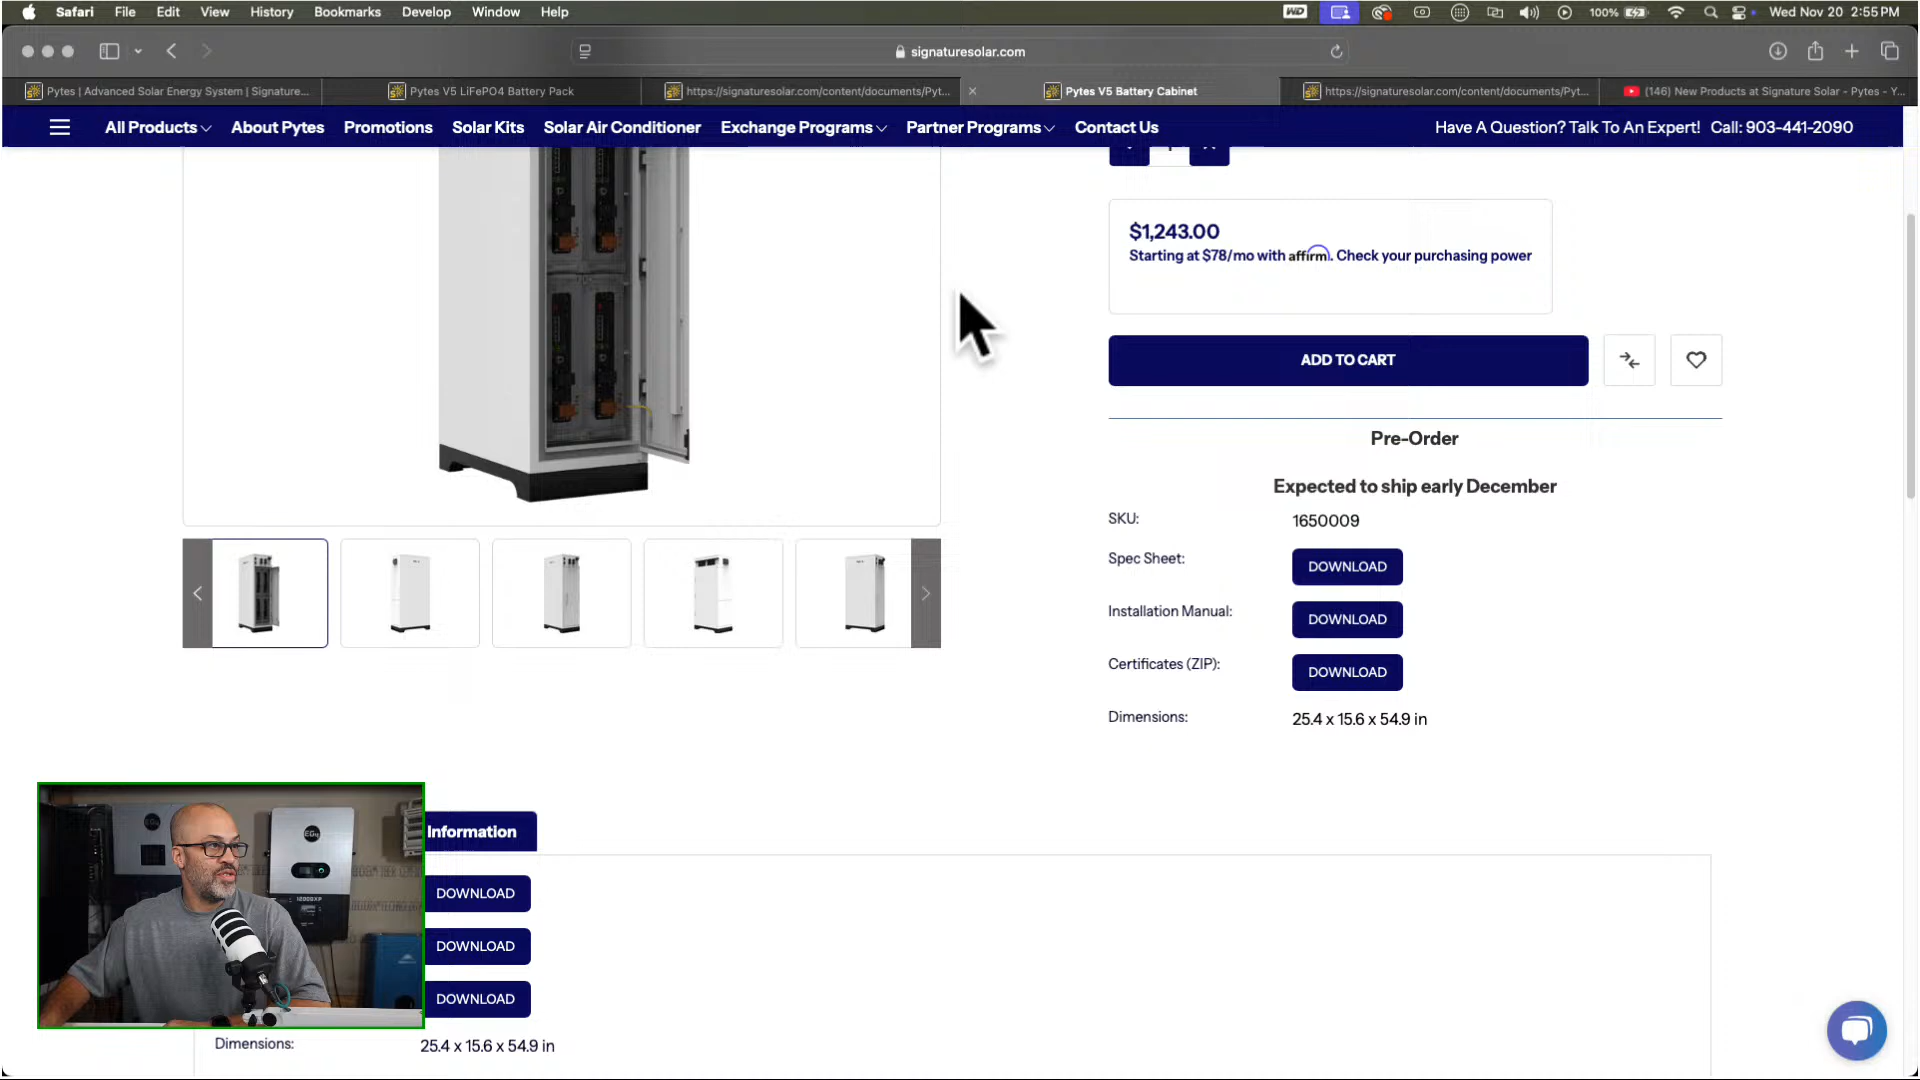 Safari File Edit View History Bookmarks Develop Window Help
WD 100% Wed Nov 20 2:55 PM
signaturesolar.com
Pytes | Advanced Solar Energy System | Signature...
Pytes V5 LiFePO4 Battery Pack
https://signaturesolar.com/content/documents/Pyt...
Pytes V5 Battery Cabinet
https://signaturesolar.com/content/documents/Pyt...
(146) New Products at Signature Solar - Pytes - Y...
All Products About Pytes Promotions Solar Kits Solar Air Conditioner Exchange Programs Partner Programs Contact Us
Have A Question? Talk To An Expert! Call: 903-441-2090
$1,243.00
Starting at $78/mo with affirm. Check your purchasing power
ADD TO CART
Pre-Order
Expected to ship early December
SKU: 1650009
Spec Sheet: DOWNLOAD
Installation Manual: DOWNLOAD
Certificates (ZIP): DOWNLOAD
Dimensions: 25.4 x 15.6 x 54.9 in
Information
DOWNLOAD
DOWNLOAD
DOWNLOAD
Dimensions: 25.4 x 15.6 x 54.9 in
EG4